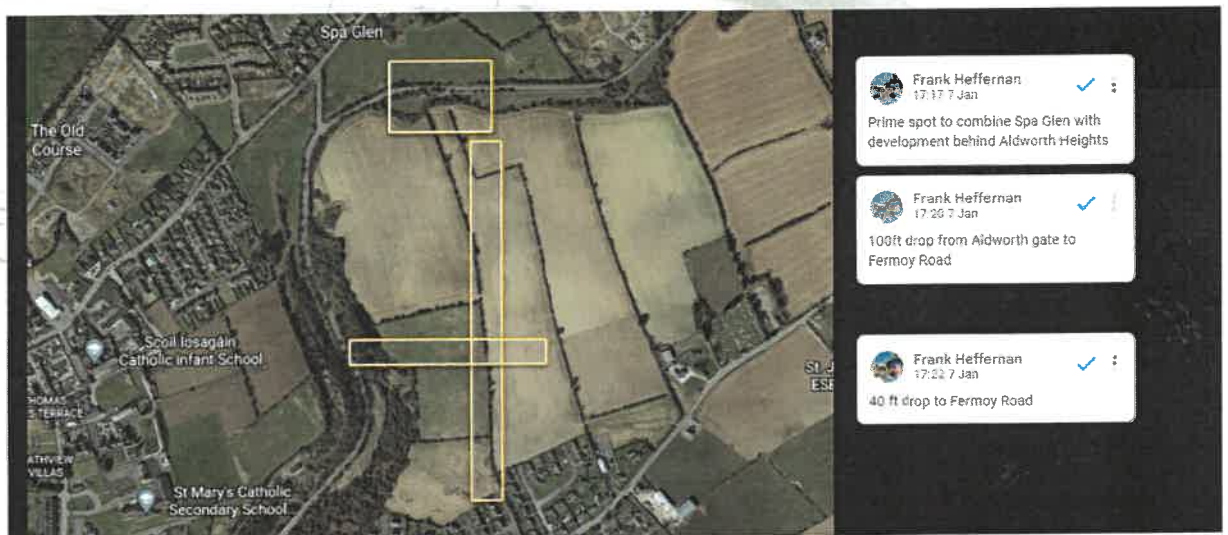 Spa Glen
The Old
Course
Scoil Iosagain
Catholic Infant School
THOMAS
S TERRACE
ATHVIEW
VILLAS
St Mary's Catholic
Secondary School
St. J
ESB
Frank Heffernan
17:17 7 Jan
Prime spot to combine Spa Glen with
development behind Aldworth Heights
Frank Heffernan
17:20 7 Jan
100ft drop from Aldworth gate to
Fermoy Road
Frank Heffernan
17:22 7 Jan
40 ft drop to Fermoy Road